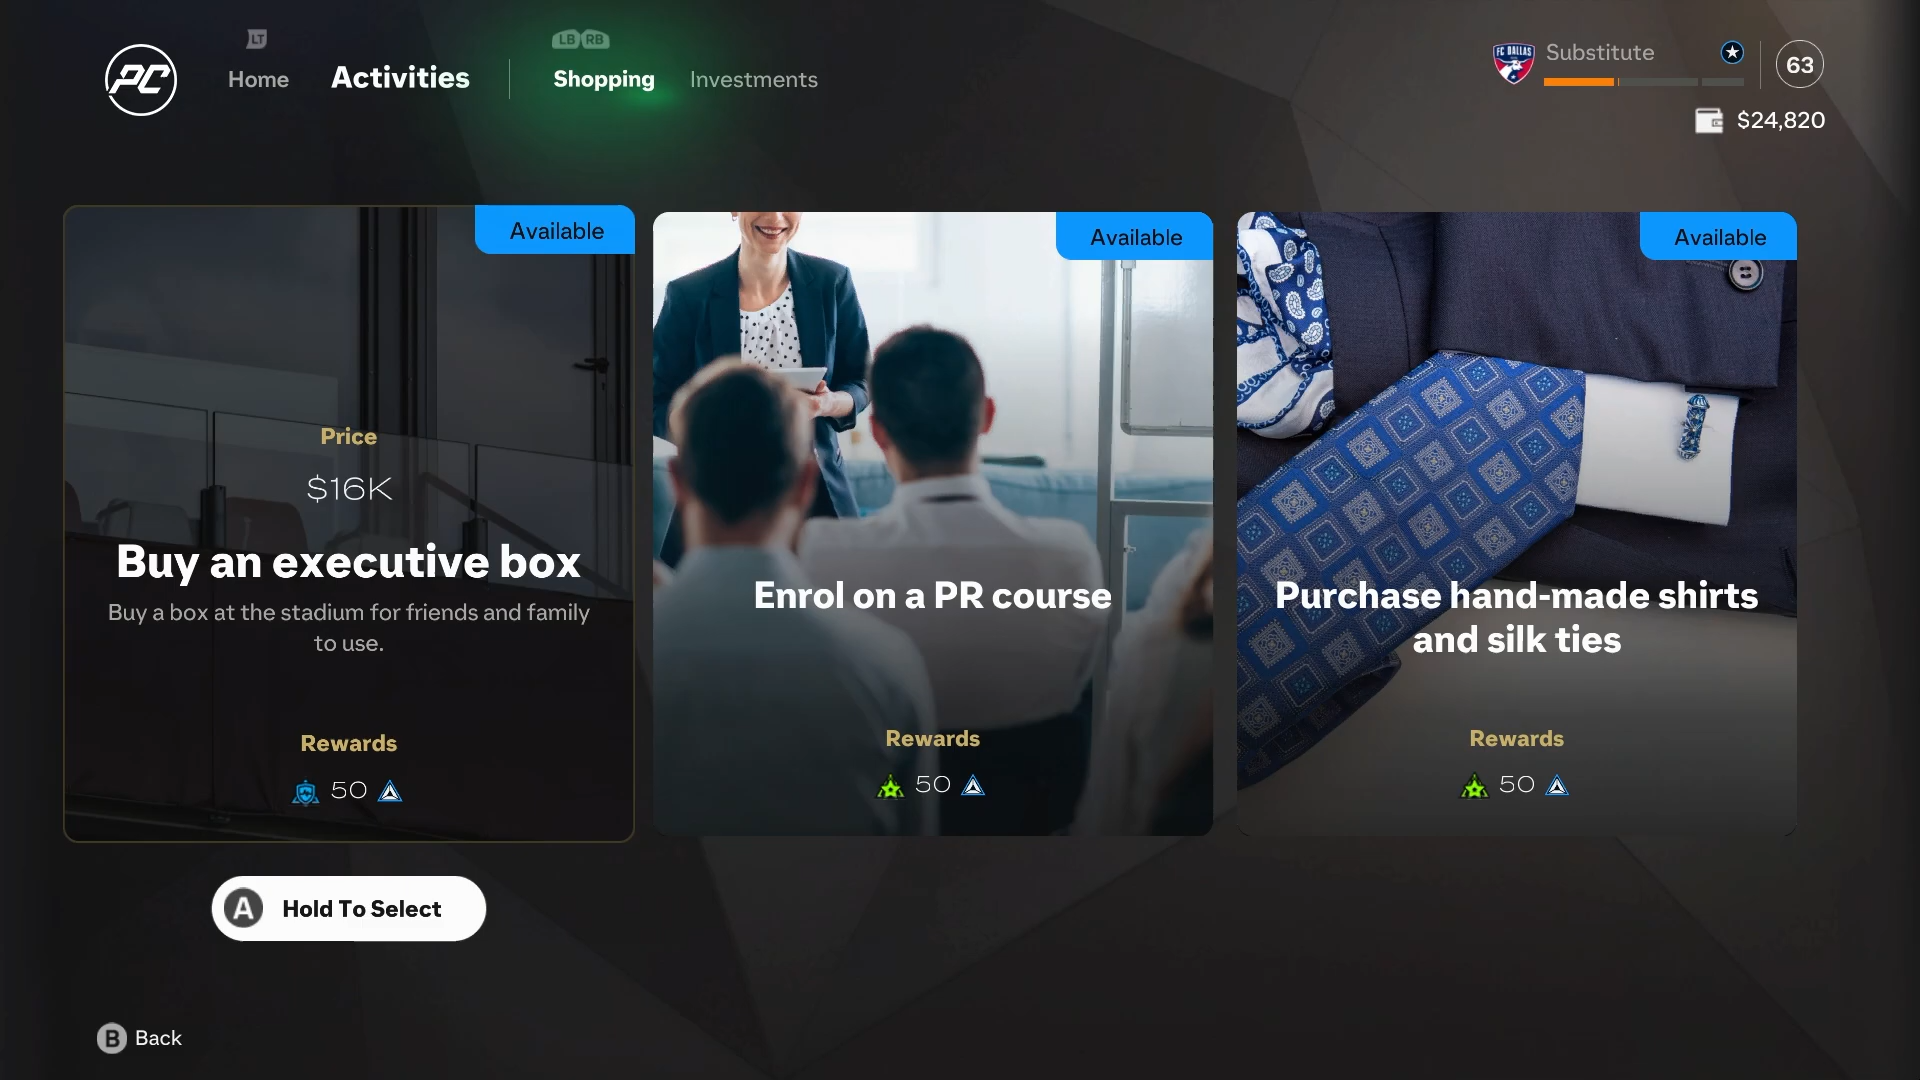 LT
LB RB
PC
Home
Activities
Shopping
Investments
FC DALLAS
Substitute
63
$24,820
Available
Price
$16K
Buy an executive box
Buy a box at the stadium for friends and family
to use.
Rewards
50
Available
Enrol on a PR course
Rewards
50
Available
Purchase hand-made shirts
and silk ties
Rewards
50
A Hold To Select
B Back